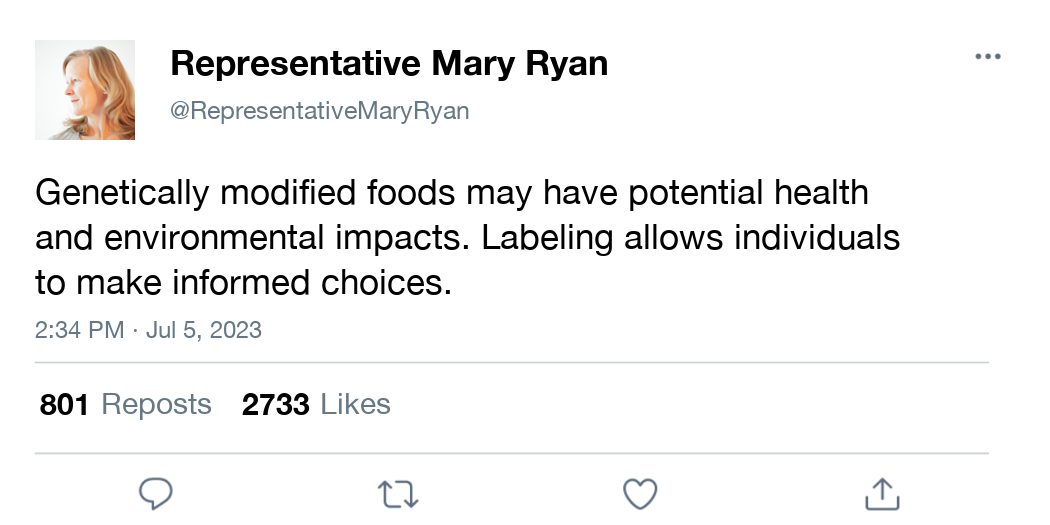 Representative Mary Ryan
@RepresentativeMaryRyan
Genetically modified foods may have potential health
and environmental impacts. Labeling allows individuals
to make informed choices.
2:34 PM · Jul 5, 2023
801 Reposts 2733 Likes